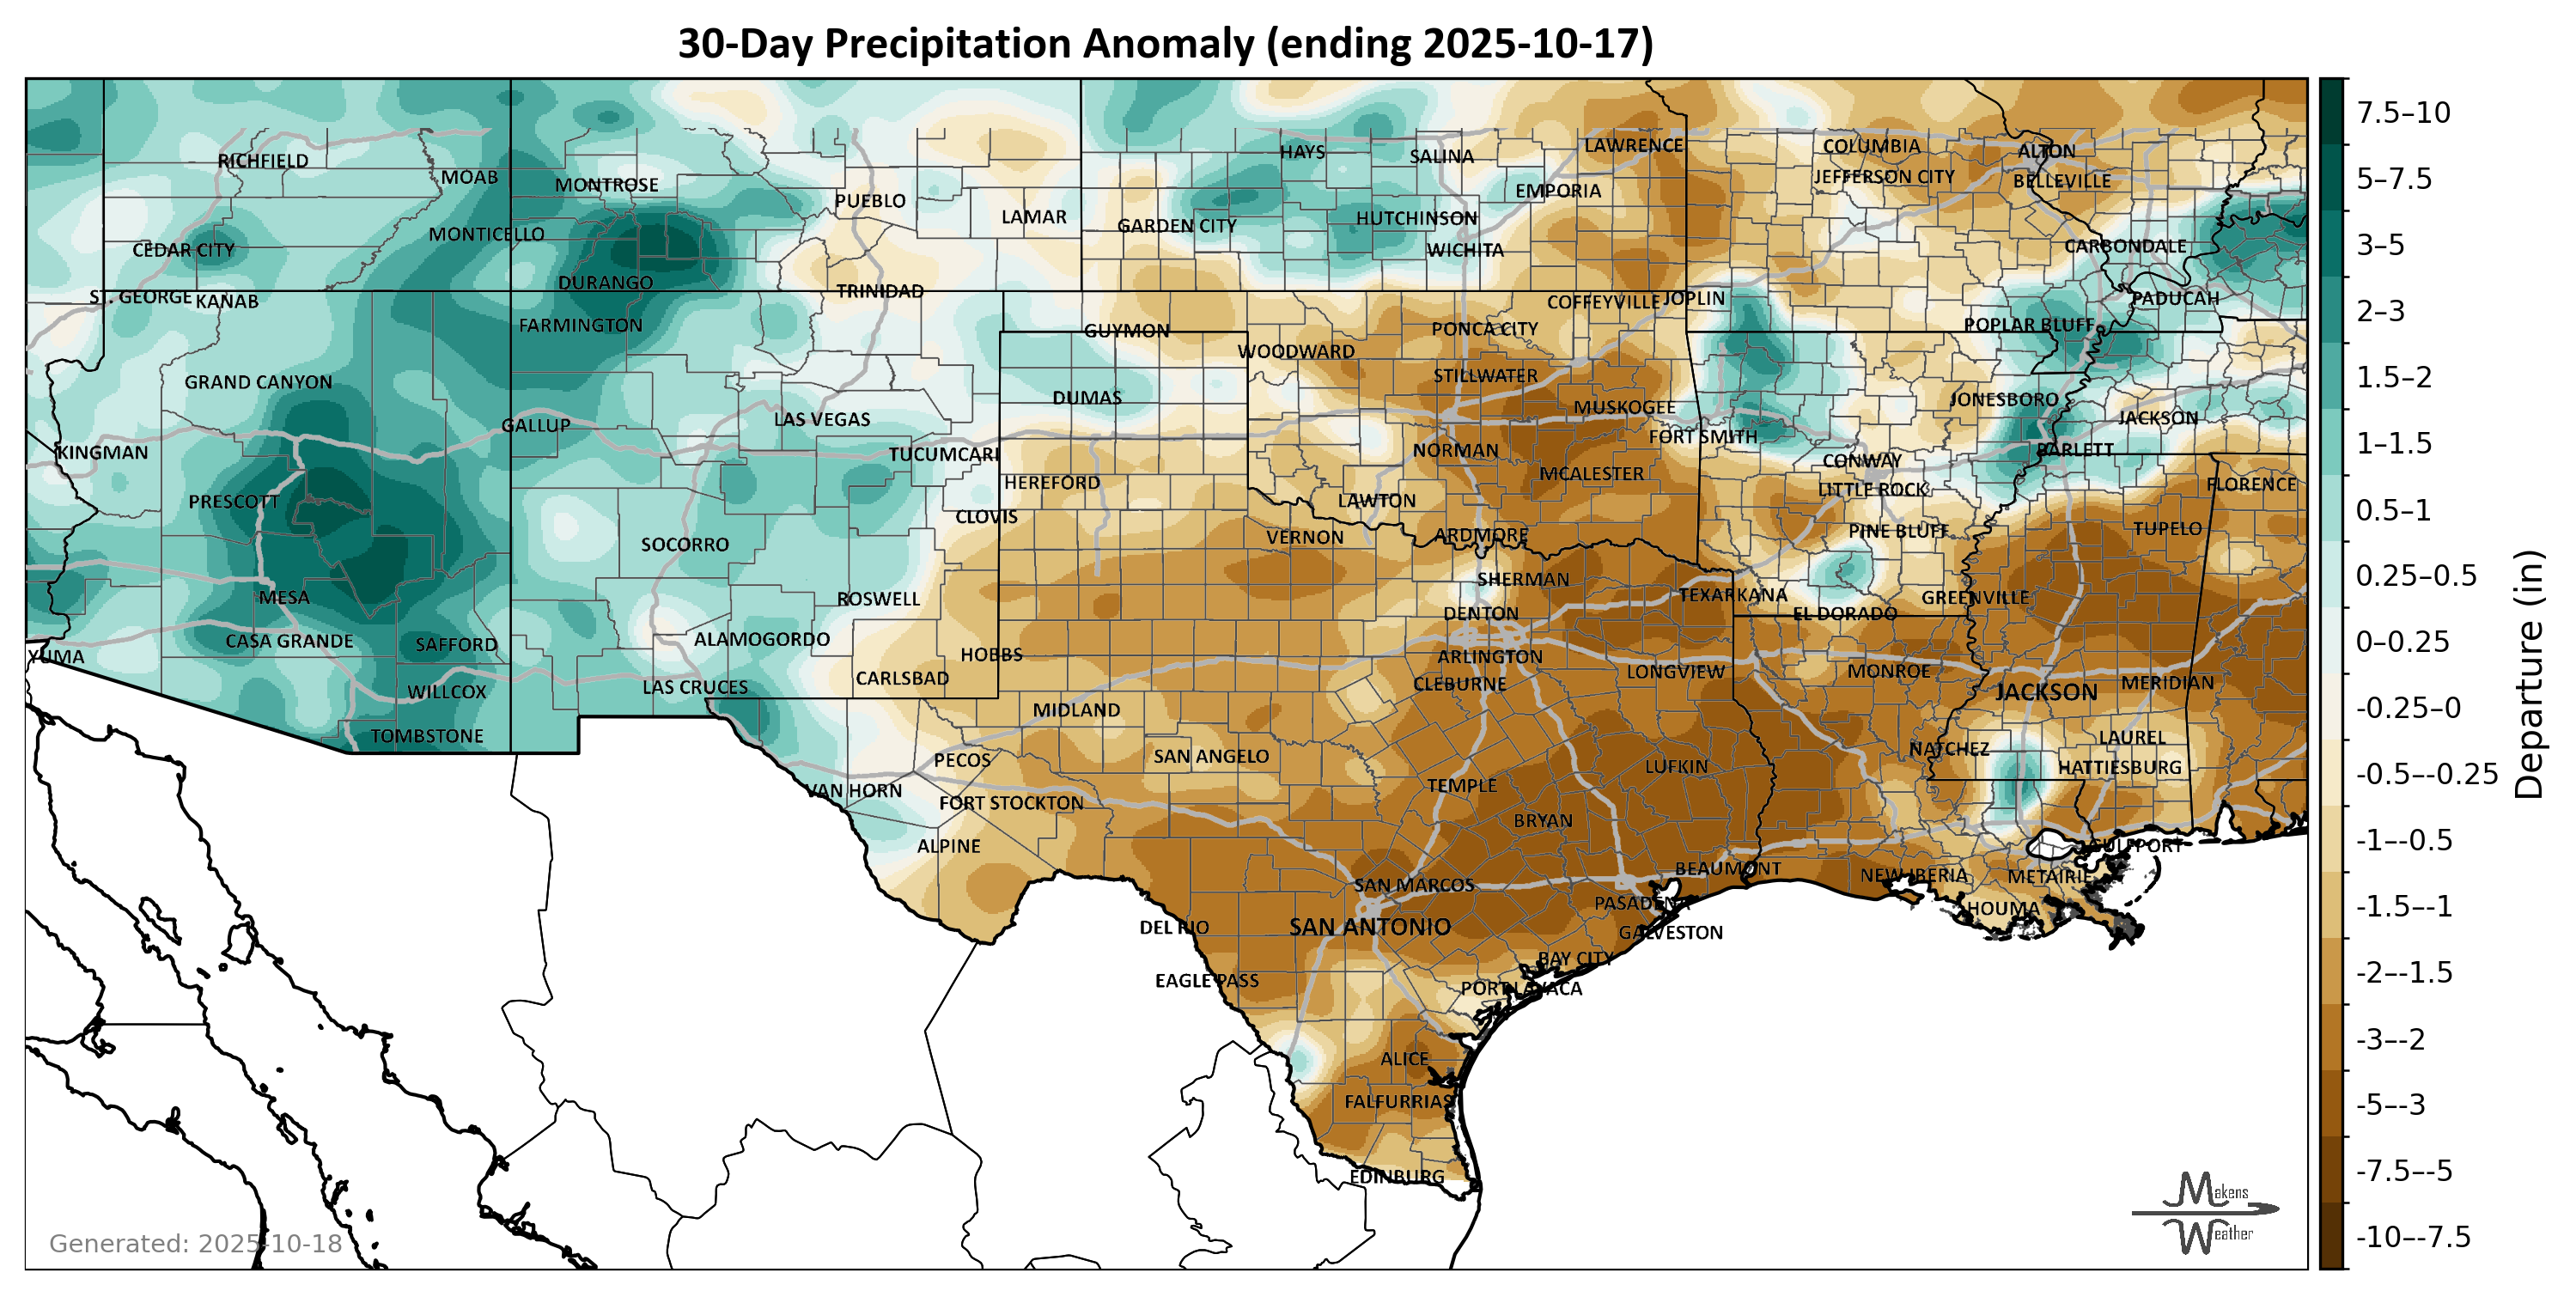 30-Day Precipitation Anomaly (ending 2025-10-17)
RICHFIELD
MOAB
MONTROSE
PUEBLO
LAMAR
HAYS
SALINA
LAWRENCE
EMPORIA
COLUMBIA
JEFFERSON CITY
ALTON
BELLEVILLE
CEDAR CITY
MONTICELLO
DURANGO
TRINIDAD
GARDEN CITY
HUTCHINSON
WICHITA
CARBONDALE
ST. GEORGE
KANAB
FARMINGTON
GUYMON
COFFEYVILLE
JOPLIN
PADUCAH
POPLAR BLUFF
PONCA CITY
WOODWARD
STILLWATER
GRAND CANYON
DUMAS
MUSKOGEE
JONESBORO
JACKSON
GALLUP
LAS VEGAS
FORT SMITH
KINGMAN
TUCUMCARI
NORMAN
BARLETT
CONWAY
MCALESTER
HEREFORD
LITTLE ROCK
FLORENCE
PRESCOTT
LAWTON
CLOVIS
PINE BLUFF
TUPELO
SOCORRO
VERNON
ARDMORE
SHERMAN
MESA
ROSWELL
TEXARKANA
GREENVILLE
DENTON
EL DORADO
CASA GRANDE
SAFFORD
ALAMOGORDO
YUMA
HOBBS
ARLINGTON
LONGVIEW
MONROE
CARLSBAD
CLEBURNE
LAS CRUCES
WILLCOX
JACKSON
MERIDIAN
MIDLAND
TOMBSTONE
LAUREL
NATCHEZ
PECOS
SAN ANGELO
HATTIESBURG
LUFKIN
TEMPLE
VAN HORN
FORT STOCKTON
BRYAN
ALPINE
GULFPORT
BEAUMONT
NEW IBERIA
METAIRIE
SAN MARCOS
PASADENA
HOUMA
DEL RIO
SAN ANTONIO
GALVESTON
BAY CITY
EAGLE PASS
PORT LAVACA
ALICE
FALFURRIAS
EDINBURG
Generated: 2025-10-18
Makens
Weather
7.5–10
5–7.5
3–5
2–3
1.5–2
1–1.5
0.5–1
0.25–0.5
0–0.25
-0.25–0
-0.5–-0.25
-1–-0.5
-1.5–-1
-2–-1.5
-3–-2
-5–-3
-7.5–-5
-10–-7.5
Departure (in)